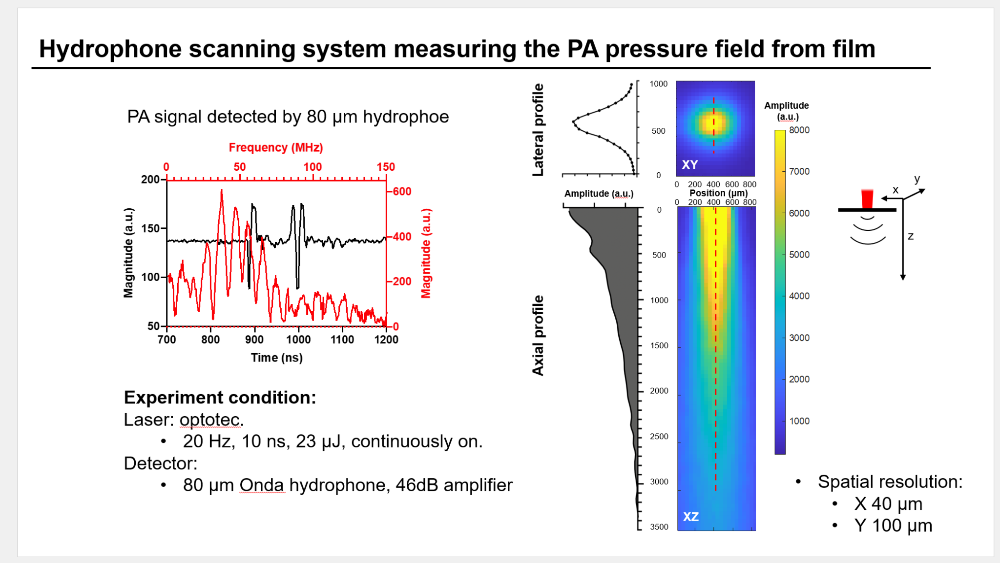 Hydrophone scanning system measuring the PA pressure field from film
PA signal detected by 80 µm hydrophoe
Frequency (MHz)
0 50 100 150
200
150
100
50
Magnitude (a.u.)
600
400
200
0
Magnitude (a.u.)
700 800 900 1000 1100 1200
Time (ns)
Experiment condition:
Laser: optotec.
• 20 Hz, 10 ns, 23 µJ, continuously on.
Detector:
• 80 µm Onda hydrophone, 46dB amplifier
Lateral profile
1000
500
0
XY
0 200 400 600 800
Position (µm)
0 200 400 600 800
Amplitude (a.u.)
Axial profile
0
500
1000
1500
2000
2500
3000
3500
XZ
Amplitude
(a.u.)
8000
7000
6000
5000
4000
3000
2000
1000
x
y
z
• Spatial resolution:
• X 40 µm
• Y 100 µm